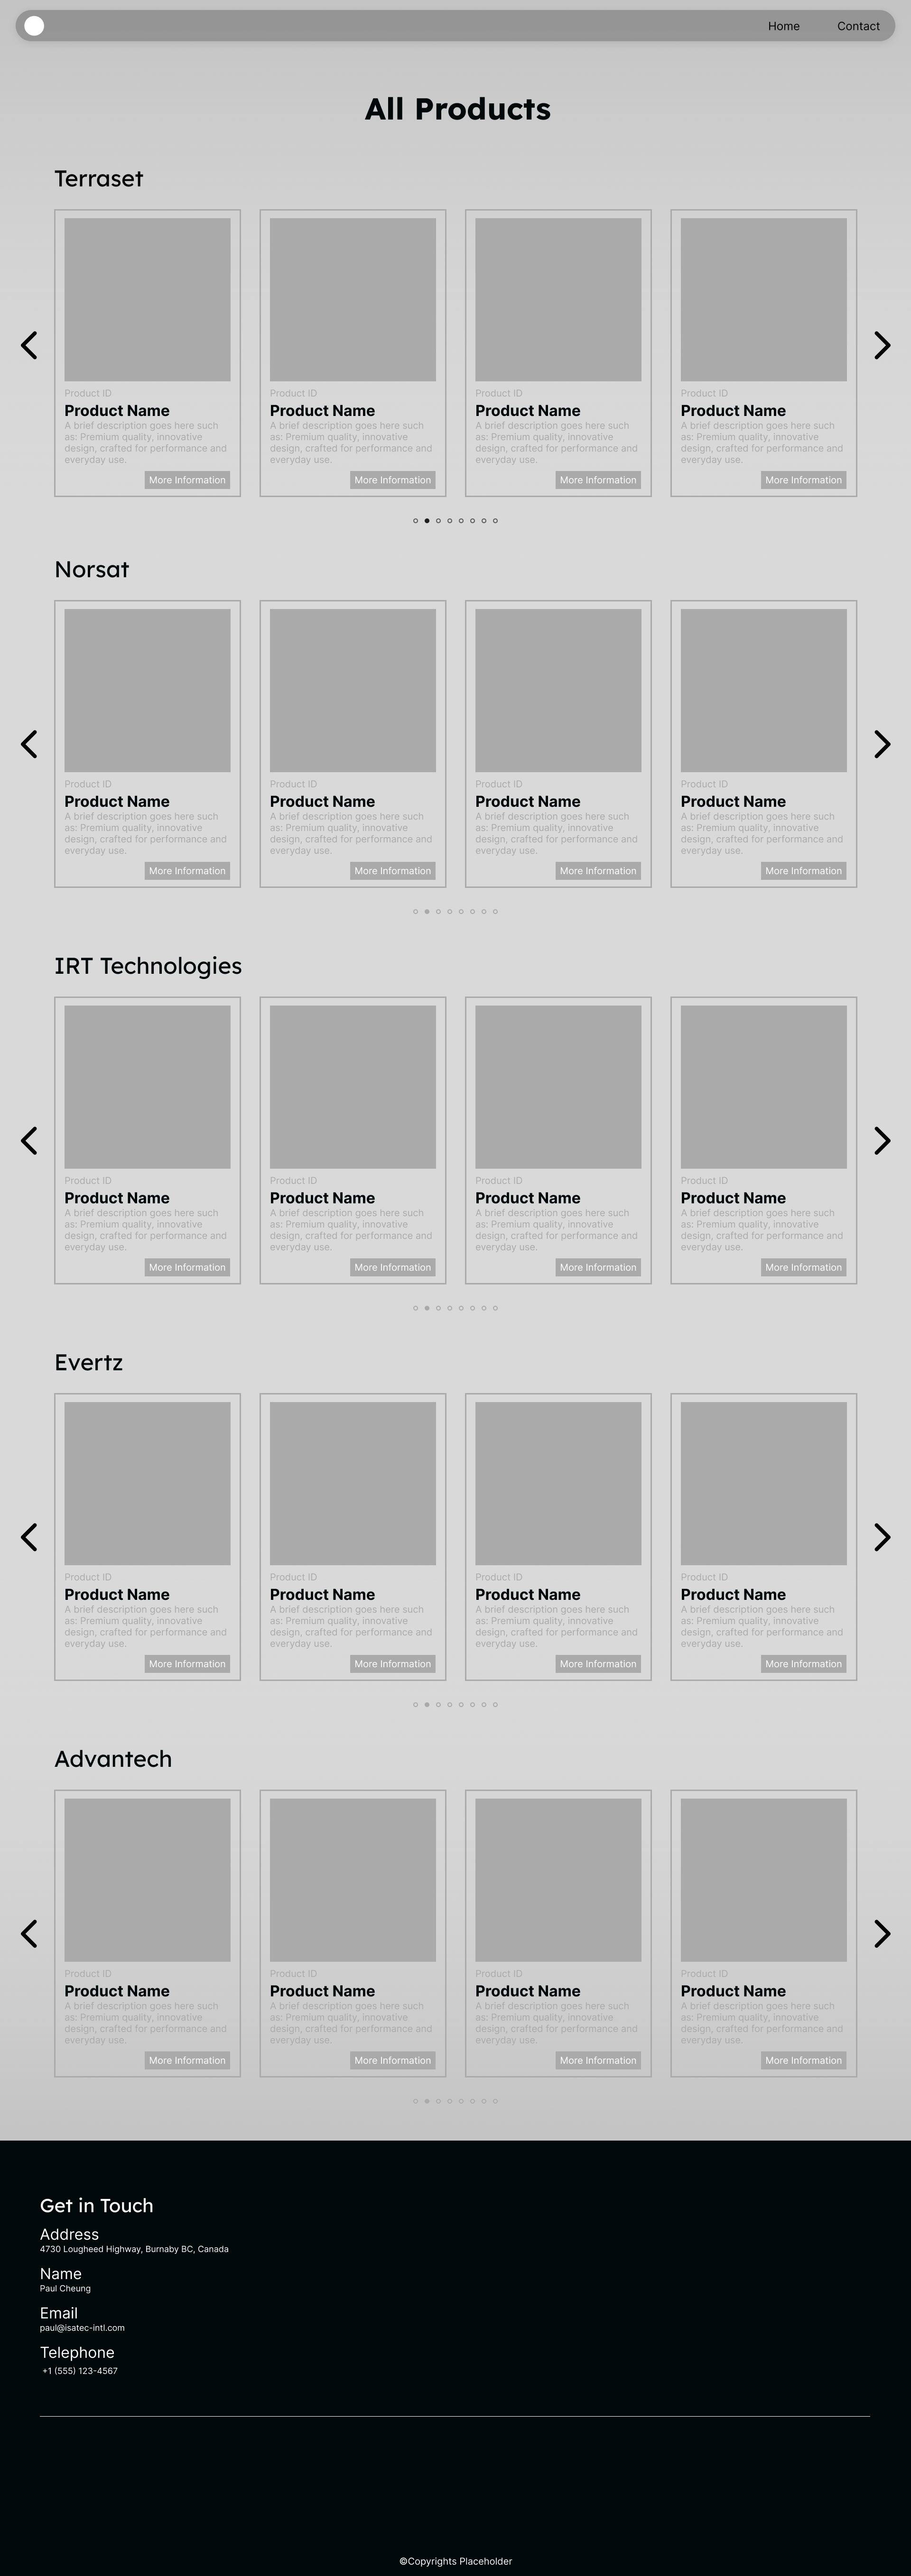 Home Contact
All Products
Terraset
Product ID Product ID Product ID Product ID
Product Name Product Name Product Name Product Name
A brief description goes here such A brief description goes here such A brief description goes here such A brief description goes here such
as: Premium quality, innovative as: Premium quality, innovative as: Premium quality, innovative as: Premium quality, innovative
design, crafted for performance and design, crafted for performance and design, crafted for performance and design, crafted for performance and
everyday use. everyday use. everyday use. everyday use.
More Information More Information More Information More Information
Norsat
Product ID Product ID Product ID Product ID
Product Name Product Name Product Name Product Name
A brief description goes here such A brief description goes here such A brief description goes here such A brief description goes here such
as: Premium quality, innovative as: Premium quality, innovative as: Premium quality, innovative as: Premium quality, innovative
design, crafted for performance and design, crafted for performance and design, crafted for performance and design, crafted for performance and
everyday use. everyday use. everyday use. everyday use.
More Information More Information More Information More Information
IRT Technologies
Product ID Product ID Product ID Product ID
Product Name Product Name Product Name Product Name
A brief description goes here such A brief description goes here such A brief description goes here such A brief description goes here such
as: Premium quality, innovative as: Premium quality, innovative as: Premium quality, innovative as: Premium quality, innovative
design, crafted for performance and design, crafted for performance and design, crafted for performance and design, crafted for performance and
everyday use. everyday use. everyday use. everyday use.
More Information More Information More Information More Information
Evertz
Product ID Product ID Product ID Product ID
Product Name Product Name Product Name Product Name
A brief description goes here such A brief description goes here such A brief description goes here such A brief description goes here such
as: Premium quality, innovative as: Premium quality, innovative as: Premium quality, innovative as: Premium quality, innovative
design, crafted for performance and design, crafted for performance and design, crafted for performance and design, crafted for performance and
everyday use. everyday use. everyday use. everyday use.
More Information More Information More Information More Information
Advantech
Product ID Product ID Product ID Product ID
Product Name Product Name Product Name Product Name
A brief description goes here such A brief description goes here such A brief description goes here such A brief description goes here such
as: Premium quality, innovative as: Premium quality, innovative as: Premium quality, innovative as: Premium quality, innovative
design, crafted for performance and design, crafted for performance and design, crafted for performance and design, crafted for performance and
everyday use. everyday use. everyday use. everyday use.
More Information More Information More Information More Information
Get in Touch
Address
4730 Lougheed Highway, Burnaby BC, Canada
Name
Paul Cheung
Email
paul@isatec-intl.com
Telephone
+1 (555) 123-4567
©Copyrights Placeholder